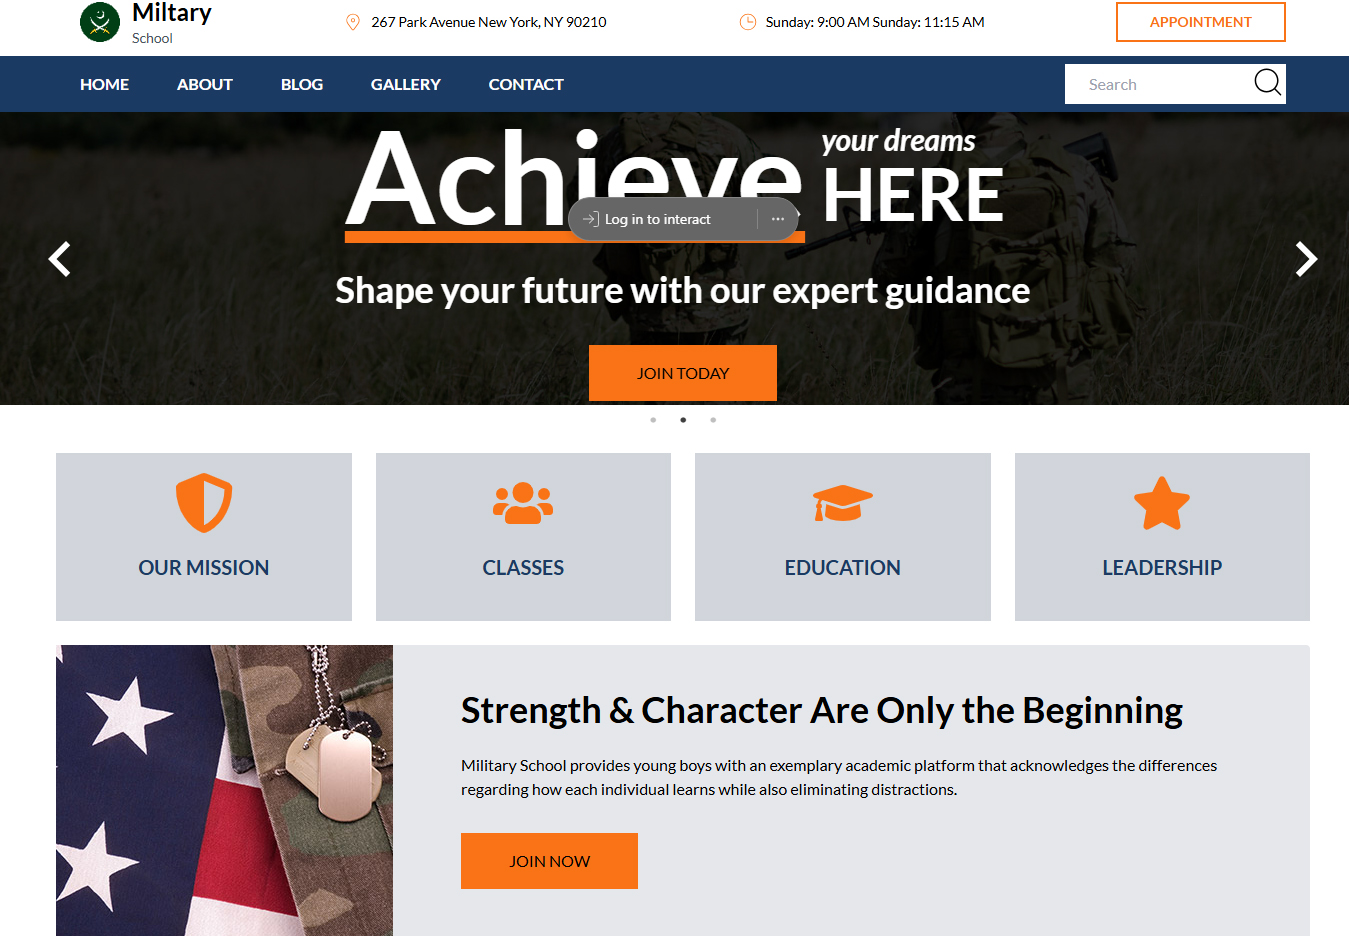 Miltary
School
267 Park Avenue New York, NY 90210
Sunday: 9:00 AM Sunday: 11:15 AM
APPOINTMENT
HOME
ABOUT
BLOG
GALLERY
CONTACT
Search
Achieve
your dreams
HERE
Log in to interact
Shape your future with our expert guidance
JOIN TODAY
OUR MISSION
CLASSES
EDUCATION
LEADERSHIP
Strength & Character Are Only the Beginning
Military School provides young boys with an exemplary academic platform that acknowledges the differences
regarding how each individual learns while also eliminating distractions.
JOIN NOW